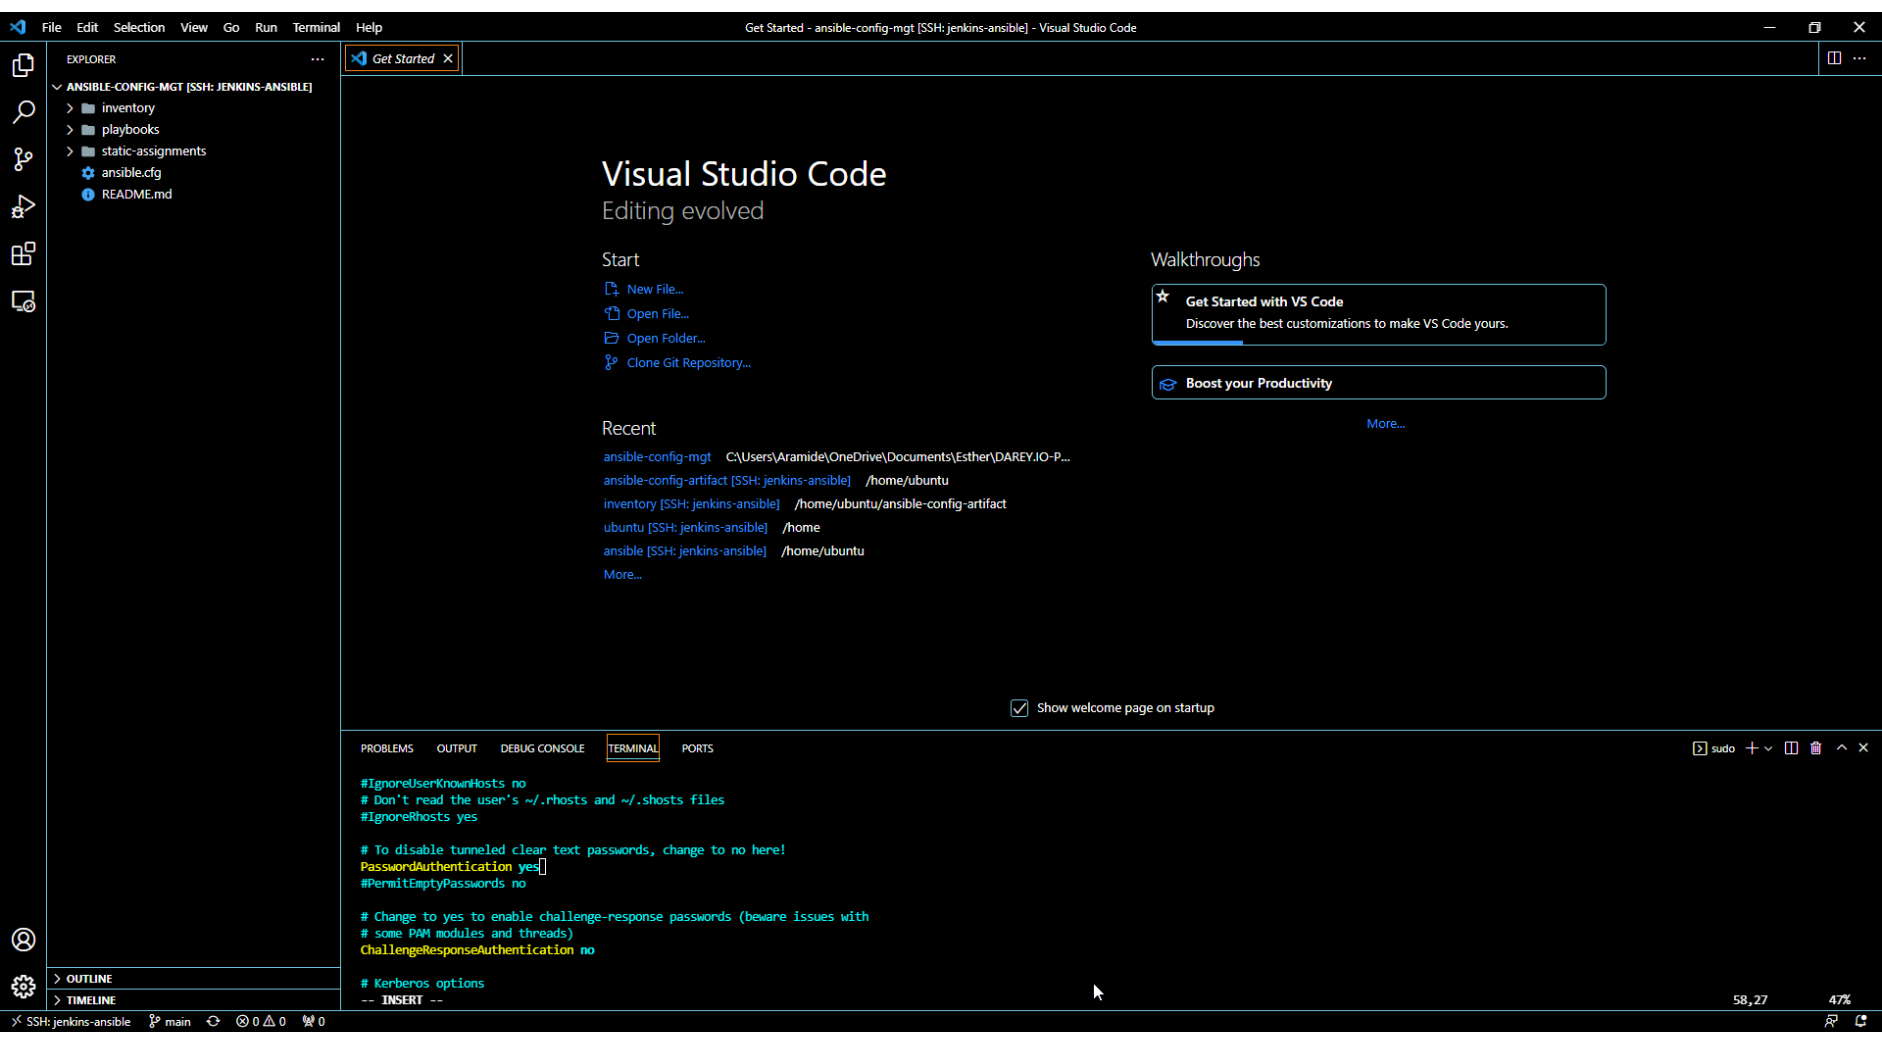 File Edit Selection View Go Run Terminal Help
Get Started - ansible-config-mgt [SSH: jenkins-ansible] - Visual Studio Code
EXPLORER
ANSIBLE-CONFIG-MGT [SSH: JENKINS-ANSIBLE]
inventory
playbooks
static-assignments
ansible.cfg
README.md
OUTLINE
TIMELINE
Get Started
Visual Studio Code
Editing evolved
Start
New File...
Open File...
Open Folder...
Clone Git Repository...
Recent
ansible-config-mgt C:\Users\Aramide\OneDrive\Documents\Esther\DAREY.IO-P...
ansible-config-artifact [SSH: jenkins-ansible] /home/ubuntu
inventory [SSH: jenkins-ansible] /home/ubuntu/ansible-config-artifact
ubuntu [SSH: jenkins-ansible] /home
ansible [SSH: jenkins-ansible] /home/ubuntu
More...
Walkthroughs
Get Started with VS Code
Discover the best customizations to make VS Code yours.
Boost your Productivity
More...
Show welcome page on startup
PROBLEMS OUTPUT DEBUG CONSOLE TERMINAL PORTS
sudo
#IgnoreUserKnownHosts no
# Don't read the user's ~/.rhosts and ~/.shosts files
#IgnoreRhosts yes
# To disable tunneled clear text passwords, change to no here!
PasswordAuthentication yes
#PermitEmptyPasswords no
# Change to yes to enable challenge-response passwords (beware issues with
# some PAM modules and threads)
ChallengeResponseAuthentication no
# Kerberos options
-- INSERT --
58,27 47%
SSH: jenkins-ansible main 0 0 0